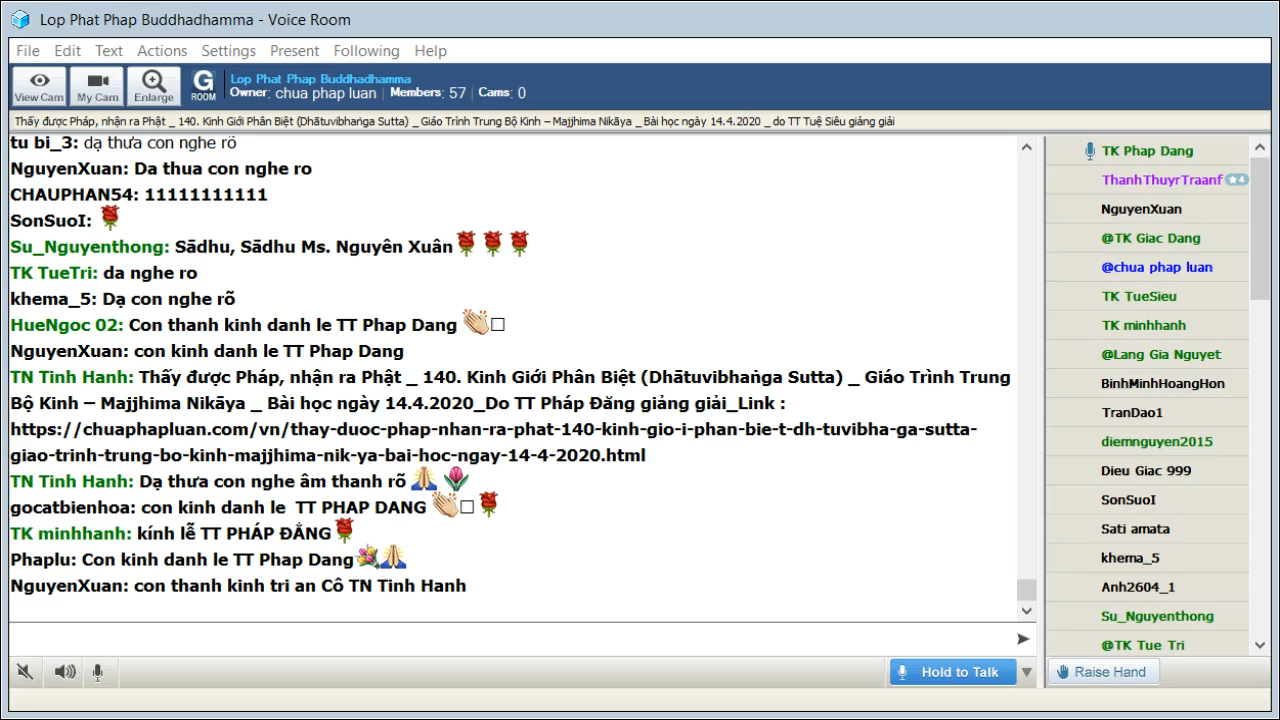 Lop Phat Phap Buddhadhamma - Voice Room
File Edit Text Actions Settings Present Following Help
View Cam My Cam Enlarge G ROOM
Lop Phat Phap Buddhadhamma
Owner: chua phap luan Members: 57 Cams: 0
Thấy được Pháp, nhận ra Phật _ 140. Kinh Giới Phân Biệt (Dhātuvibhaṅga Sutta) _ Giáo Trình Trung Bộ Kinh – Majjhima Nikāya _ Bài học ngày 14.4.2020 _ do TT Tuệ Siêu giảng giải
tu bi_3: dạ thưa con nghe rõ
NguyenXuan: Da thua con nghe ro
CHAUPHAN54: 11111111111
SonSuoI:
Su_Nguyenthong: Sādhu, Sādhu Ms. Nguyên Xuân
TK TueTri: da nghe ro
khema_5: Dạ con nghe rõ
HueNgoc 02: Con thanh kinh danh le TT Phap Dang
NguyenXuan: con kinh danh le TT Phap Dang
TN Tinh Hanh: Thấy được Pháp, nhận ra Phật _ 140. Kinh Giới Phân Biệt (Dhātuvibhaṅga Sutta) _ Giáo Trình Trung
Bộ Kinh – Majjhima Nikāya _ Bài học ngày 14.4.2020_Do TT Pháp Đăng giảng giải_Link :
https://chuaphapluan.com/vn/thay-duoc-phap-nhan-ra-phat-140-kinh-gio-i-phan-bie-t-dh-tuvibha-ga-sutta-
giao-trinh-trung-bo-kinh-majjhima-nik-ya-bai-hoc-ngay-14-4-2020.html
TN Tinh Hanh: Dạ thưa con nghe âm thanh rõ
gocatbienhoa: con kinh danh le TT PHAP DANG
TK minhhanh: kính lễ TT PHÁP ĐẮNG
Phaplu: Con kinh danh le TT Phap Dang
NguyenXuan: con thanh kinh tri an Cô TN Tinh Hanh
TK Phap Dang
ThanhThuyrTraanf 4
NguyenXuan
@TK Giac Dang
@chua phap luan
TK TueSieu
TK minhhanh
@Lang Gia Nguyet
BinhMinhHoangHon
TranDao1
diemnguyen2015
Dieu Giac 999
SonSuoI
Sati amata
khema_5
Anh2604_1
Su_Nguyenthong
@TK Tue Tri
Hold to Talk
Raise Hand